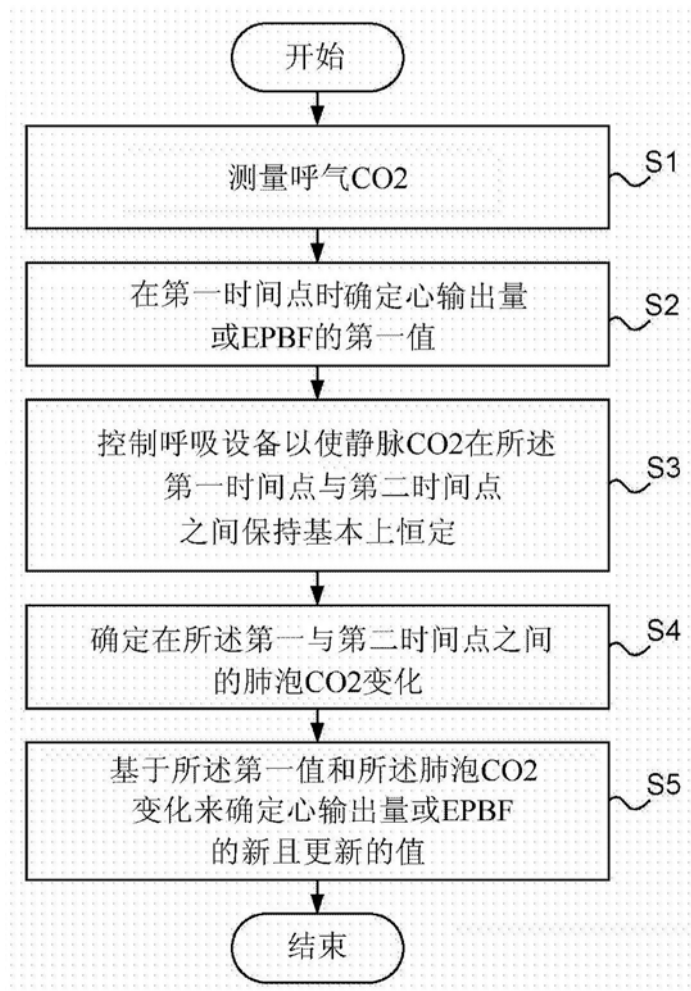 开始
测量呼气CO2
S1
在第一时间点时确定心输出量
或EPBF的第一值
S2
控制呼吸设备以使静脉CO2在所述
第一时间点与第二时间点
之间保持基本上恒定
S3
确定在所述第一与第二时间点之间
的肺泡CO2变化
S4
基于所述第一值和所述肺泡CO2
变化来确定心输出量或EPBF
的新且更新的值
S5
结束